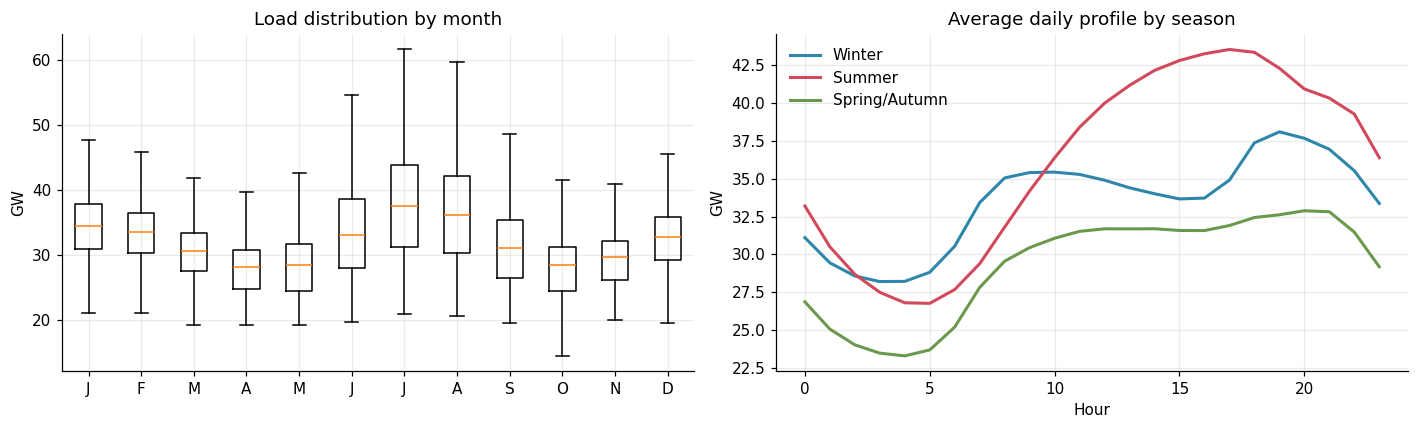 Load distribution by month
GW
60
50
40
30
20
J F M A M J J A S O N D
Average daily profile by season
Winter
Summer
Spring/Autumn
GW
42.5
40.0
37.5
35.0
32.5
30.0
27.5
25.0
22.5
0 5 10 15 20
Hour